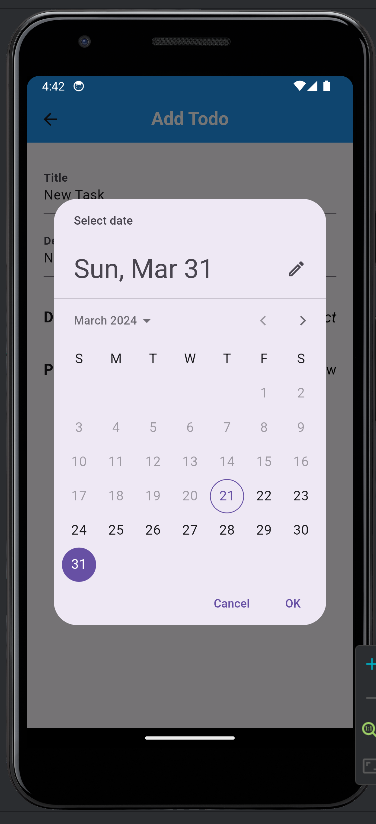 4:42
Add Todo
Title
New Task
Select date
Sun, Mar 31
March 2024
S M T W T F S
1 2
3 4 5 6 7 8 9
10 11 12 13 14 15 16
17 18 19 20 21 22 23
24 25 26 27 28 29 30
31
Cancel OK